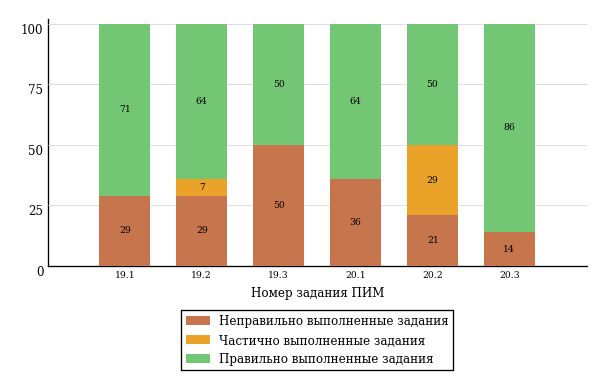 100
75
50
25
0
71 64 50 64 50 86
7 29
29 29 50 36 21 14
19.1 19.2 19.3 20.1 20.2 20.3
Номер задания ПИМ
Неправильно выполненные задания
Частично выполненные задания
Правильно выполненные задания